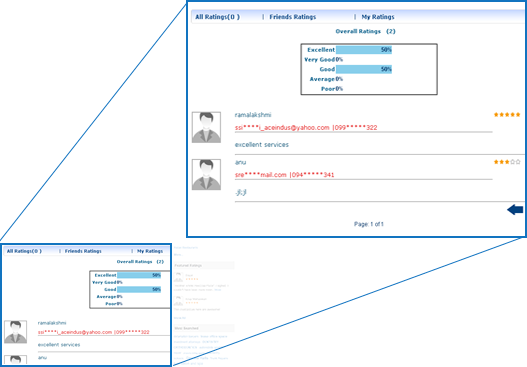 All Ratings(0 ) | Friends Ratings | My Ratings
Overall Ratings (2)
Excellent 50%
Very Good 0%
Good 50%
Average 0%
Poor 0%
ramalakshmi
ssi****i_aceindus@yahoo.com |099*****322
excellent services
anu
sre****mail.com |094*****341
Page 1 of 1
All Ratings(0 ) | Friends Ratings | My Ratings
Overall Ratings (2)
Excellent 50%
Very Good 0%
Good 50%
Average 0%
Poor 0%
ramalakshmi
ssi****i_aceindus@yahoo.com |099*****322
excellent services
anu